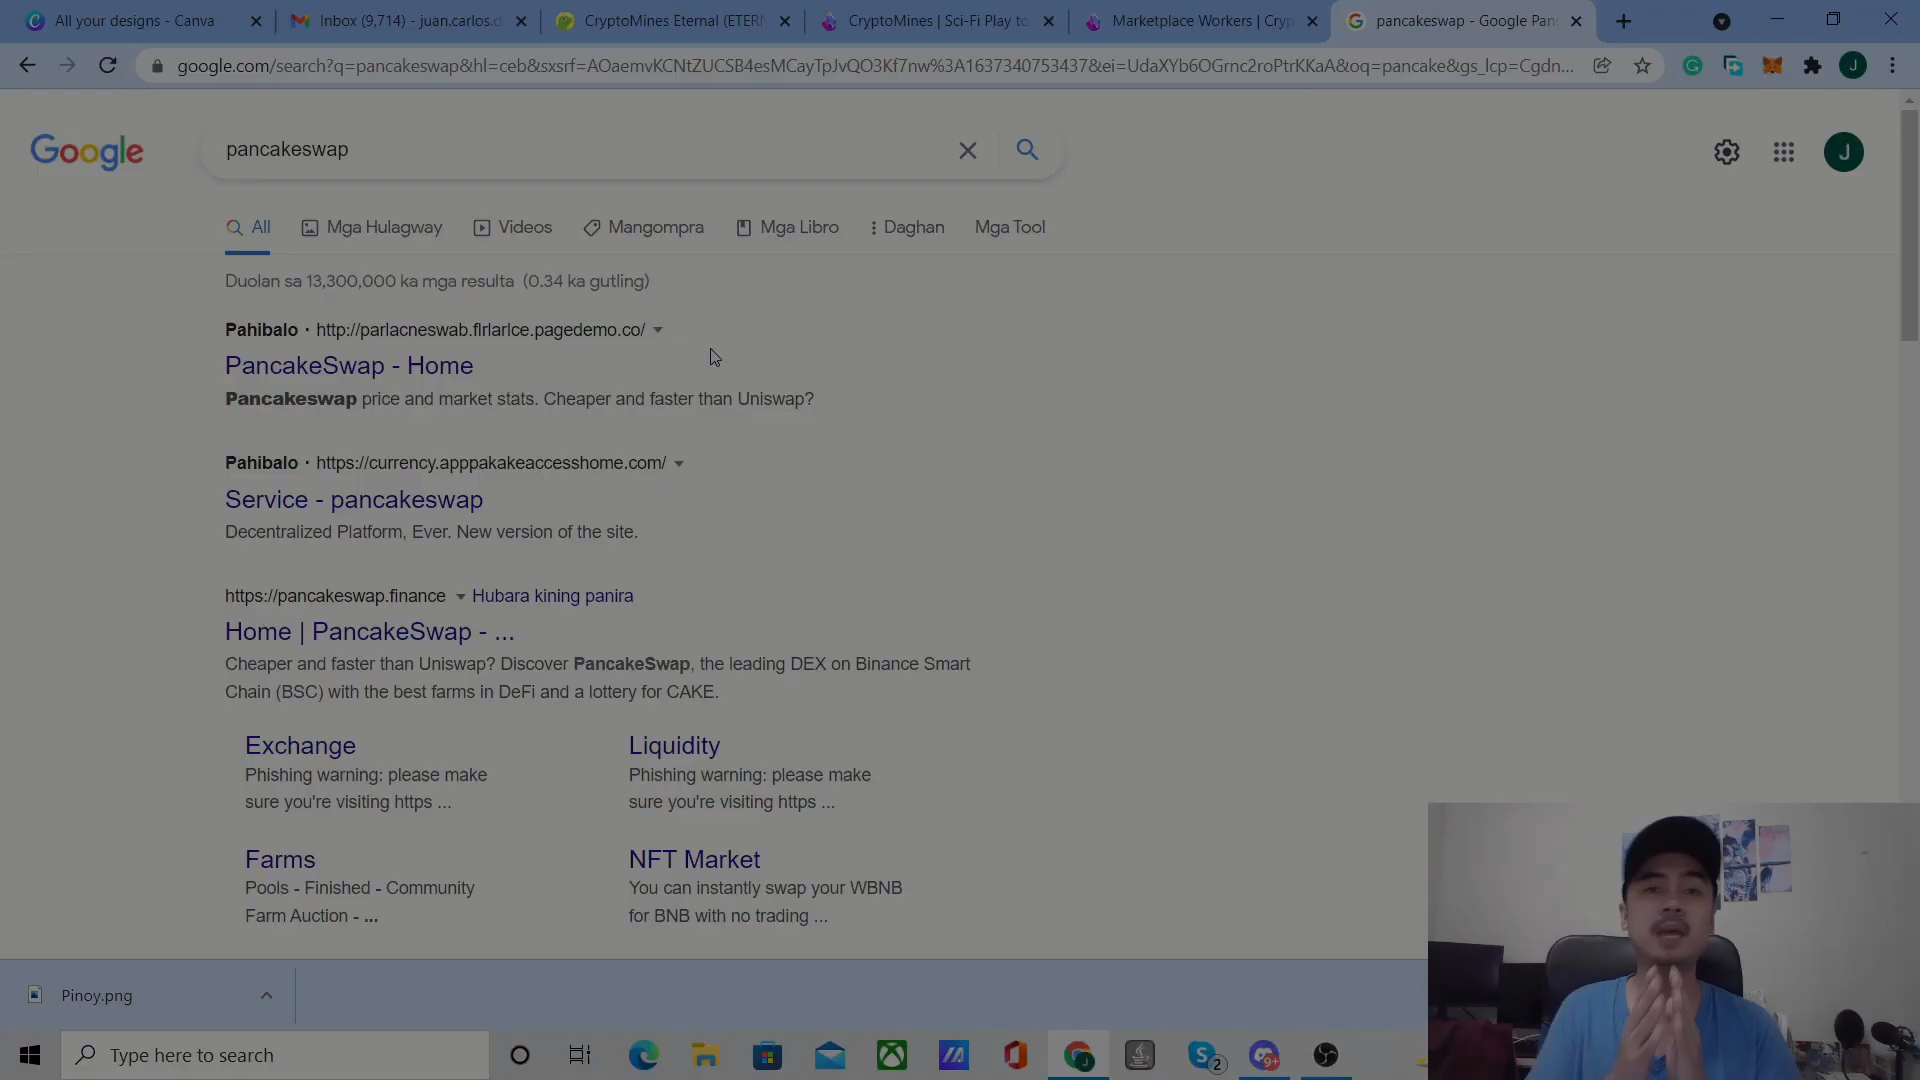 All your designs - Canva
Inbox (9,714) - juan.carlos.d
CryptoMines Eternal (ETERN
CryptoMines | Sci-Fi Play to
Marketplace Workers | Cryp
pancakeswap - Google Pan
google.com/search?q=pancakeswap&hl=ceb&sxsrf=AOaemvKCNtZUCSB4esMCayTpJvQO3Kf7nw%3A1637340753437&ei=UdaXYb6OGrnc2roPtrKKaA&oq=pancake&gs_lcp=Cgdn...
J
Google
pancakeswap
J
All
Mga Hulagway
Videos
Mangompra
Mga Libro
Daghan
Mga Tool
Duolan sa 13,300,000 ka mga resulta (0.34 ka gutling)
Pahibalo · http://parlacneswab.flrlarlce.pagedemo.co/
PancakeSwap - Home
Pancakeswap price and market stats. Cheaper and faster than Uniswap?
Pahibalo · https://currency.apppakakeaccesshome.com/
Service - pancakeswap
Decentralized Platform, Ever. New version of the site.
https://pancakeswap.finance Hubara kining panira
Home | PancakeSwap - ...
Cheaper and faster than Uniswap? Discover PancakeSwap, the leading DEX on Binance Smart
Chain (BSC) with the best farms in DeFi and a lottery for CAKE.
Exchange
Phishing warning: please make
sure you're visiting https ...
Liquidity
Phishing warning: please make
sure you're visiting https ...
Farms
Pools - Finished - Community
Farm Auction - ...
NFT Market
You can instantly swap your WBNB
for BNB with no trading ...
Pinoy.png
Type here to search
2
9+